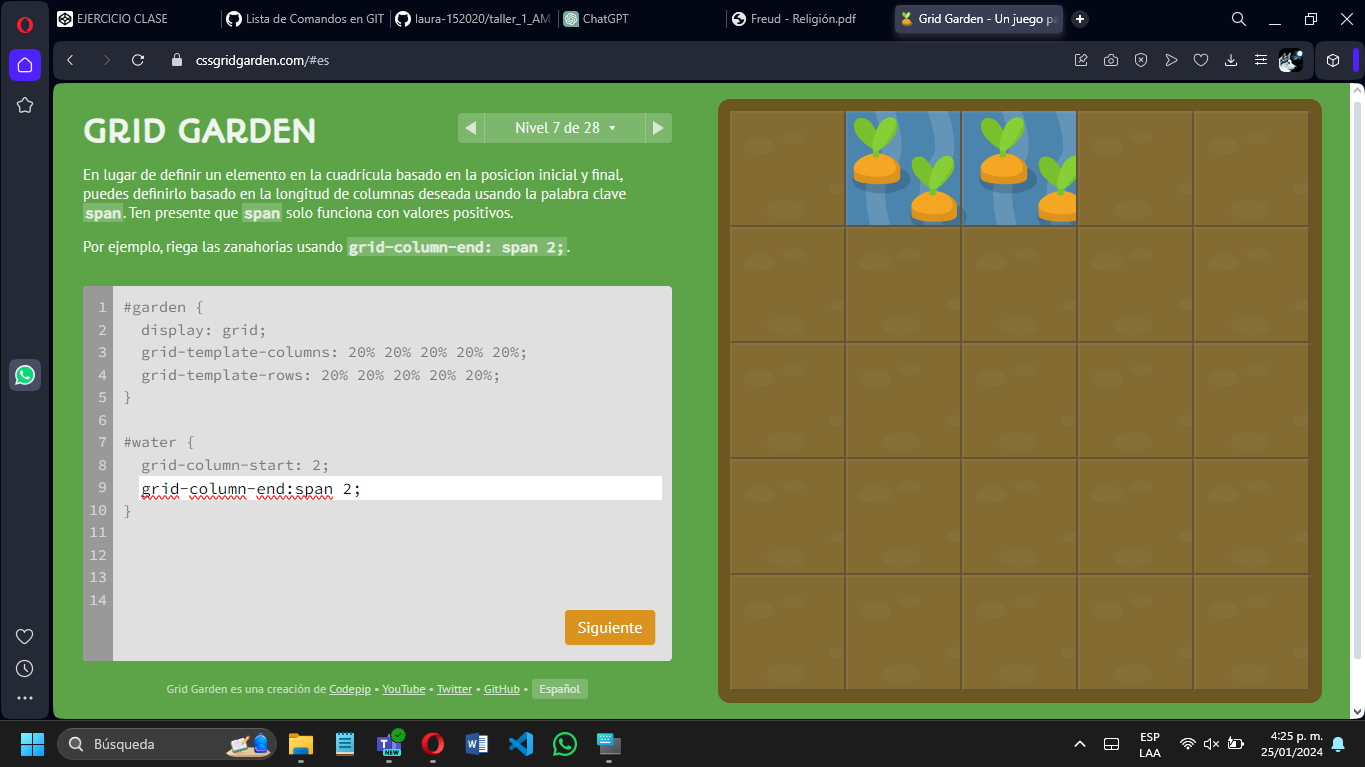 EJERCICIO CLASE
Lista de Comandos en GIT
laura-152020/taller_1_AM
ChatGPT
Freud - Religión.pdf
Grid Garden - Un juego pa
cssgridgarden.com/#es
GRID GARDEN
Nivel 7 de 28
En lugar de definir un elemento en la cuadrícula basado en la posicion inicial y final,
puedes definirlo basado en la longitud de columnas deseada usando la palabra clave
span. Ten presente que span solo funciona con valores positivos.
Por ejemplo, riega las zanahorias usando grid-column-end: span 2;.
1 #garden {
2 display: grid;
3 grid-template-columns: 20% 20% 20% 20% 20%;
4 grid-template-rows: 20% 20% 20% 20% 20%;
5 }
6
7 #water {
8 grid-column-start: 2;
9 grid-column-end:span 2;
10 }
11
12
13
14
Siguiente
Grid Garden es una creación de Codepip • YouTube • Twitter • GitHub • Español
Búsqueda
NEW
ESP
LAA
4:25 p. m.
25/01/2024